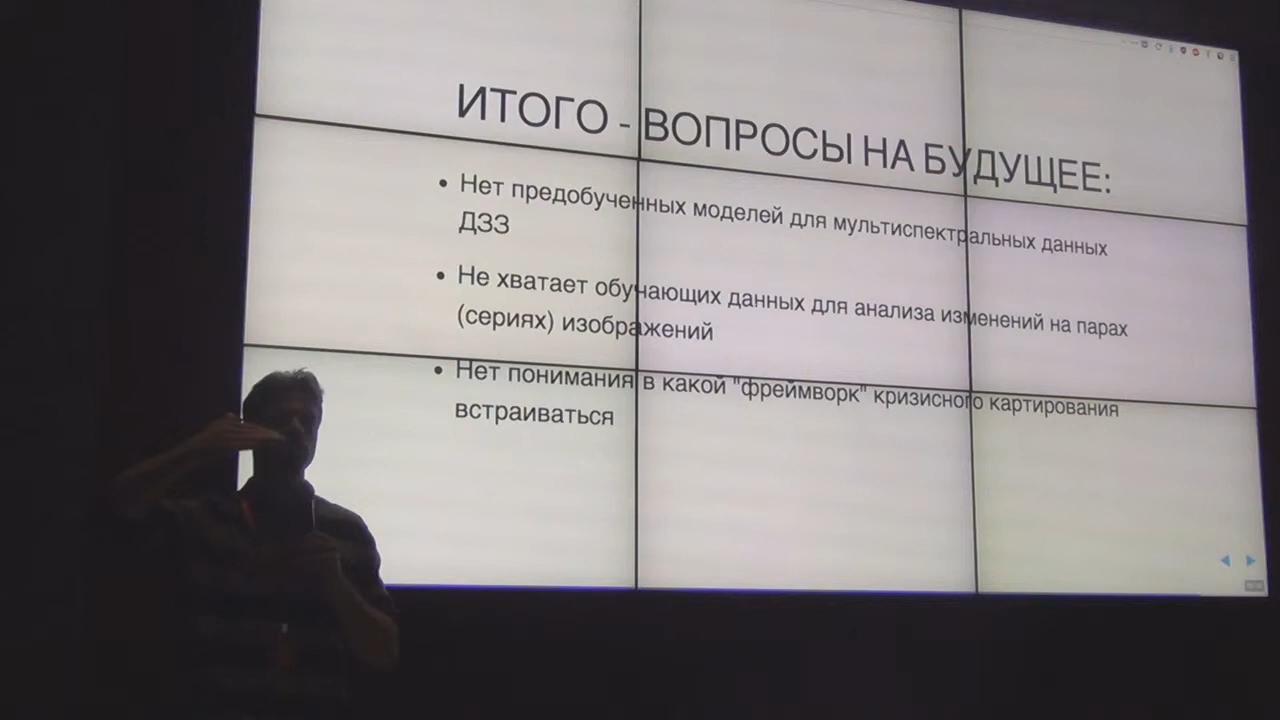 ИТОГО - ВОПРОСЫ НА БУДУЩЕЕ:
• Нет предобученных моделей для мультиспектральных данных
ДЗЗ
• Не хватает обучающих данных для анализа изменений на парах
(сериях) изображений
• Нет понимания в какой "фреймворк" кризисного картирования
встраиваться